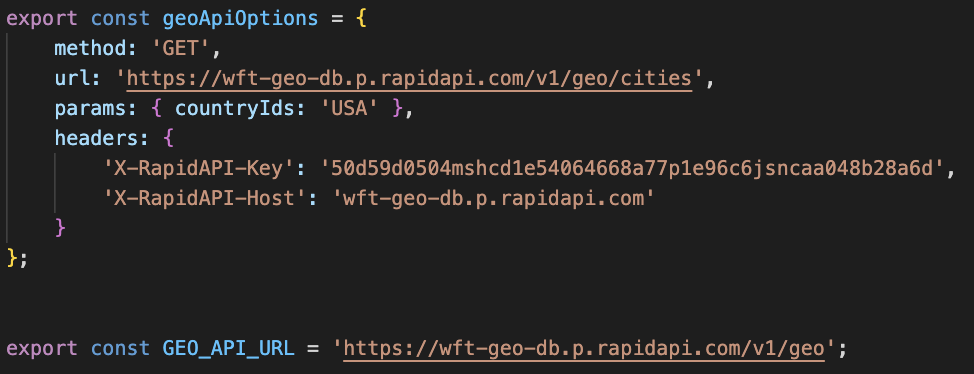 export const geoApiOptions = {
    method: 'GET',
    url: 'https://wft-geo-db.p.rapidapi.com/v1/geo/cities',
    params: { countryIds: 'USA' },
    headers: {
        'X-RapidAPI-Key': '50d59d0504mshcd1e54064668a77p1e96c6jsncaa048b28a6d',
        'X-RapidAPI-Host': 'wft-geo-db.p.rapidapi.com'
    }
};
export const GEO_API_URL = 'https://wft-geo-db.p.rapidapi.com/v1/geo';